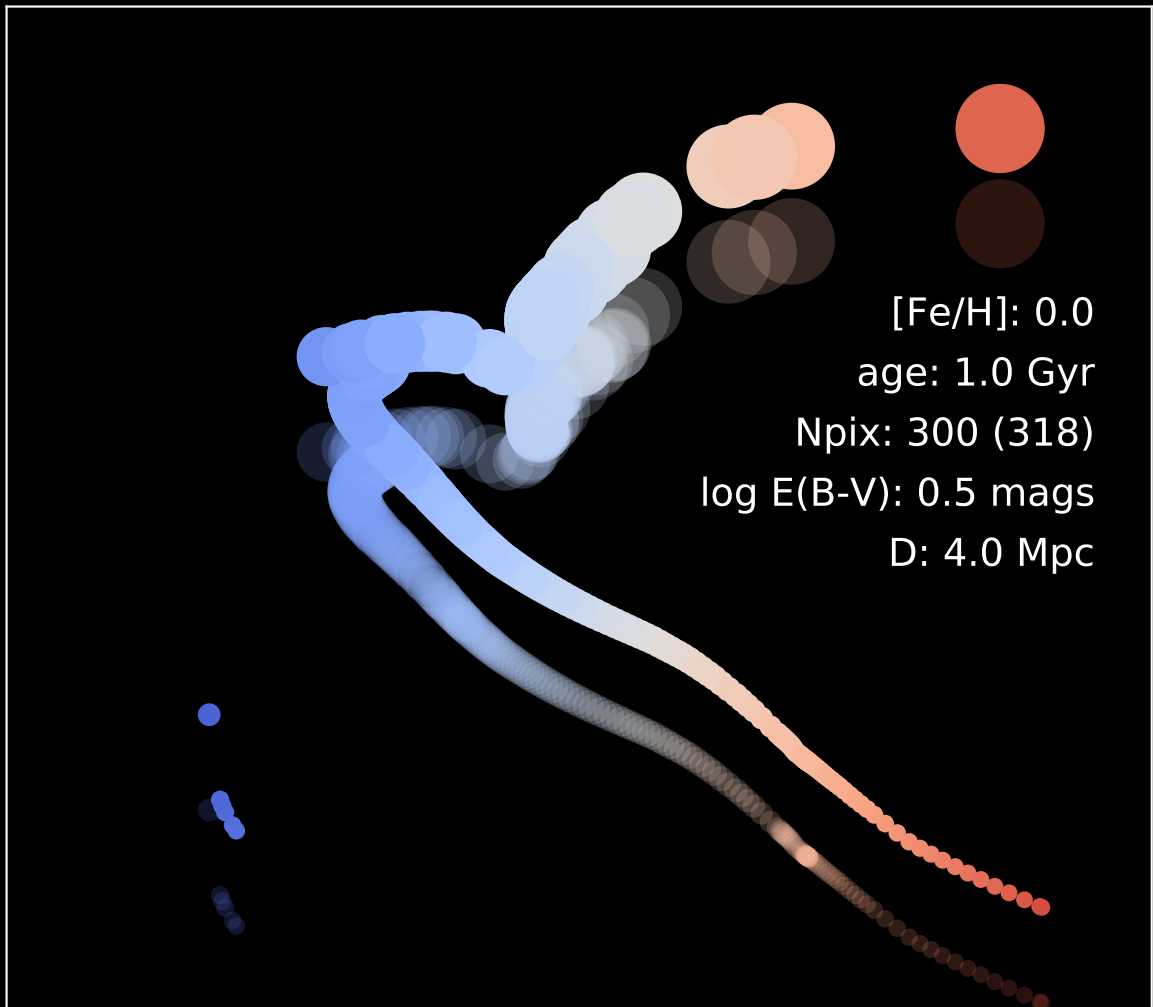 [Fe/H]: 0.0
age: 1.0 Gyr
Npix: 300 (318)
log E(B-V): 0.5 mags
D: 4.0 Mpc